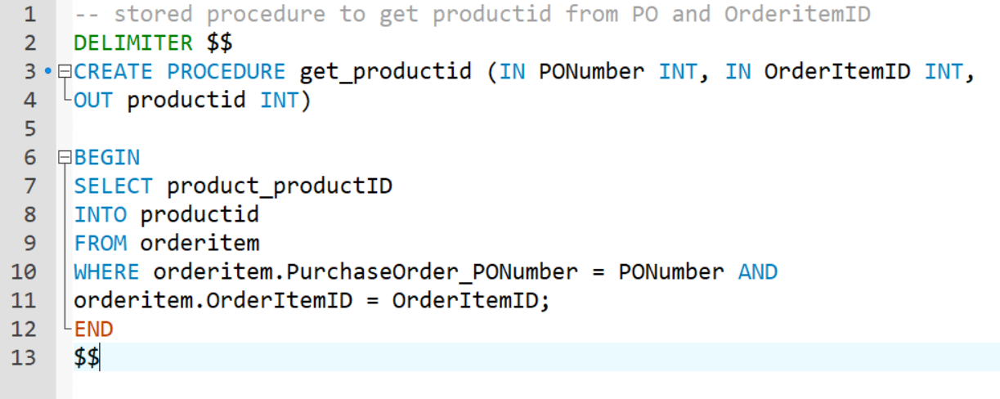 1 -- stored procedure to get productid from PO and OrderitemID
2 DELIMITER $$
3 CREATE PROCEDURE get_productid (IN PONumber INT, IN OrderItemID INT,
4 OUT productid INT)
5
6 BEGIN
7 SELECT product_productID
8 INTO productid
9 FROM orderitem
10 WHERE orderitem.PurchaseOrder_PONumber = PONumber AND
11 orderitem.OrderItemID = OrderItemID;
12 END
13 $$